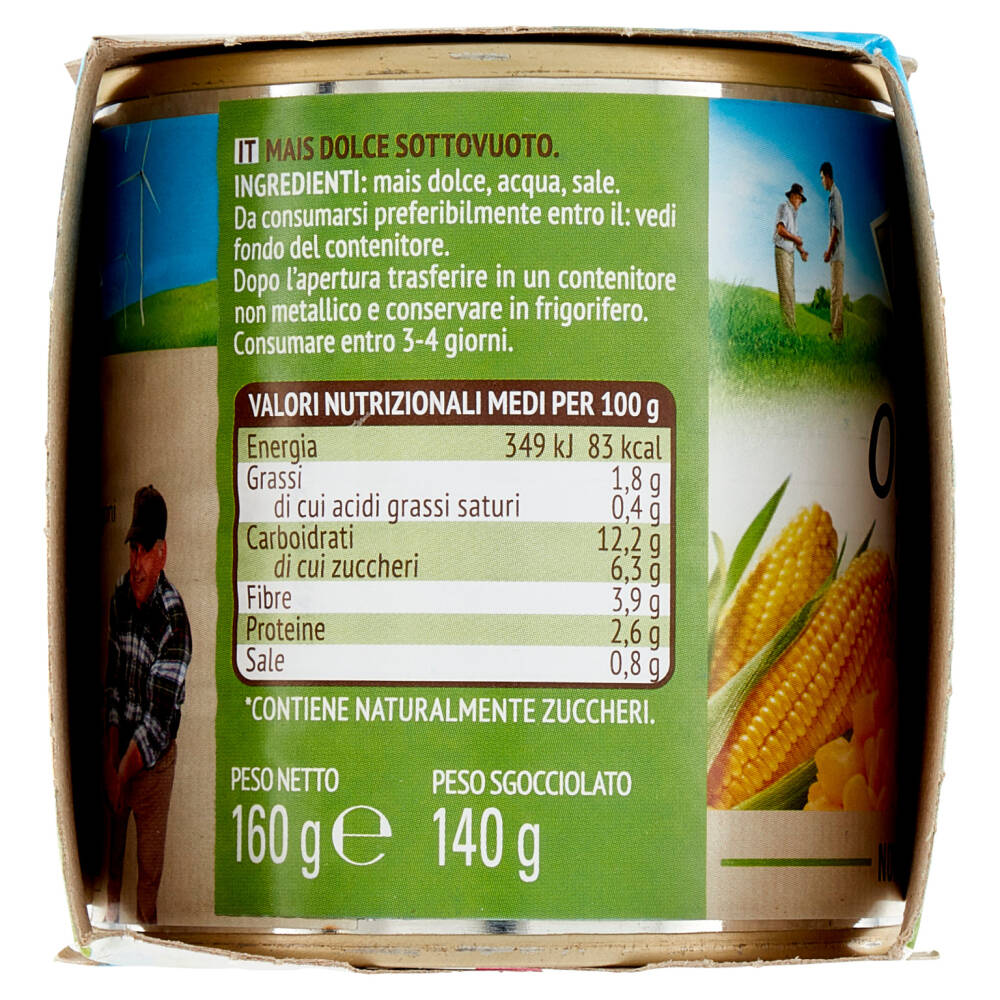 IT MAIS DOLCE SOTTOVUOTO.
INGREDIENTI: mais dolce, acqua, sale.
Da consumarsi preferibilmente entro il: vedi
fondo del contenitore.
Dopo l'apertura trasferire in un contenitore
non metallico e conservare in frigorifero.
Consumare entro 3-4 giorni.
VALORI NUTRIZIONALI MEDI PER 100 g
Energia 349 kJ 83 kcal
Grassi 1,8 g
di cui acidi grassi saturi 0,4 g
Carboidrati 12,2 g
di cui zuccheri 6,3 g
Fibre 3,9 g
Proteine 2,6 g
Sale 0,8 g
*CONTIENE NATURALMENTE ZUCCHERI.
PESO NETTO PESO SGOCCIOLATO
160 g ℮ 140 g